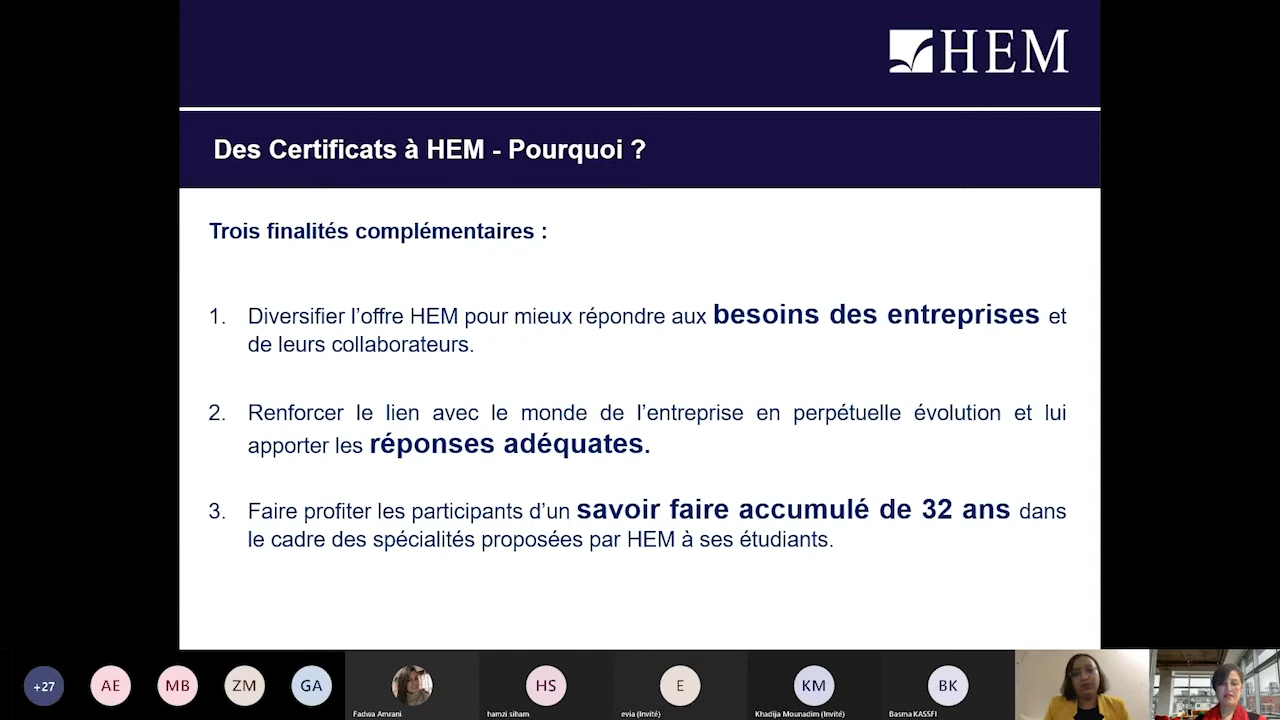 HEM
Des Certificats à HEM - Pourquoi ?
Trois finalités complémentaires :
1. Diversifier l’offre HEM pour mieux répondre aux besoins des entreprises et
de leurs collaborateurs.
2. Renforcer le lien avec le monde de l’entreprise en perpétuelle évolution et lui
apporter les réponses adéquates.
3. Faire profiter les participants d’un savoir faire accumulé de 32 ans dans
le cadre des spécialités proposées par HEM à ses étudiants.
+27 AE MB ZM GA HS E KM BK
Fadwa Amrani hamzi siham evia (Invité) Khadija Mounadim (Invité) Basma KASSFI